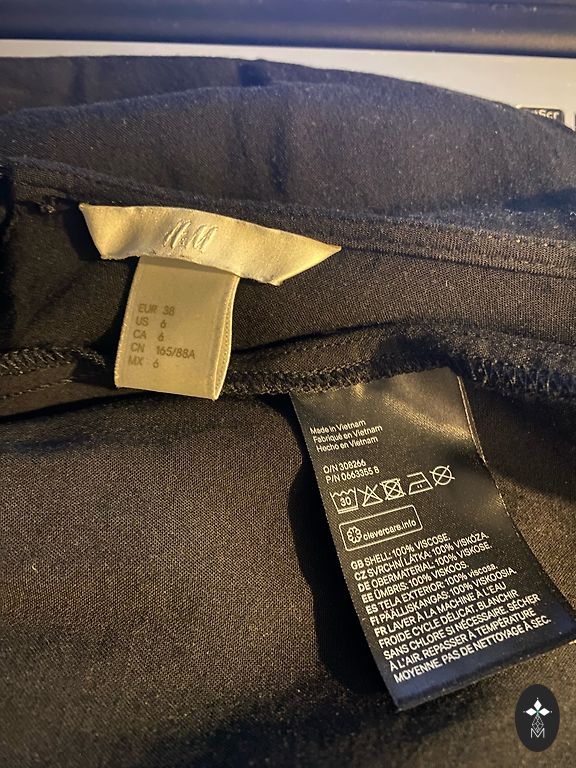 tScr
H&M
EUR 38
US 6
CA 6
CN 165/88A
MX 6
Made in Vietnam
Fabriqué en Vietnam
Hecho en Vietnam
O/N 308266
P/N 0663355 8
30
clevercare.info
GB SHELL: 100% VISCOSE.
CZ SVRCHNÍ LÁTKA: 100% VISKÓZA.
DE OBERMATERIAL: 100% VISKOSE.
EE ÜMBRIS: 100% VISKOOS.
ES TELA EXTERIOR: 100% viscosa.
FI PÄÄLLISKANGAS: 100% VISKOOSIA.
FR LAVER À LA MACHINE À L'EAU
FROIDE CYCLE DÉLICAT. BLANCHIR
SANS CHLORE SI NÉCESSAIRE. SÉCHER
À L'AIR. REPASSER À TEMPÉRATURE
MOYENNE. PAS DE NETTOYAGE À SEC.
M